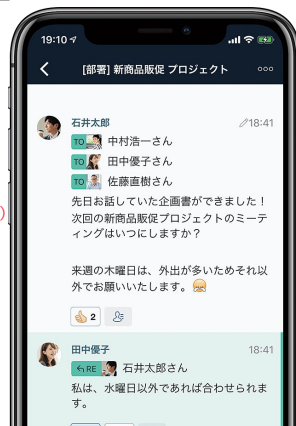 19:10
[部署] 新商品販促 プロジェクト
石井太郎
18:41
TO 中村浩一さん
TO 田中優子さん
TO 佐藤直樹さん
先日お話していた企画書ができました！
次回の新商品販促プロジェクトのミーテ
ィングはいつにしますか？
来週の木曜日は、外出が多いためそれ以
外でお願いいたします。
2
田中優子
18:41
RE 石井太郎さん
私は、水曜日以外であれば合わせられま
す。